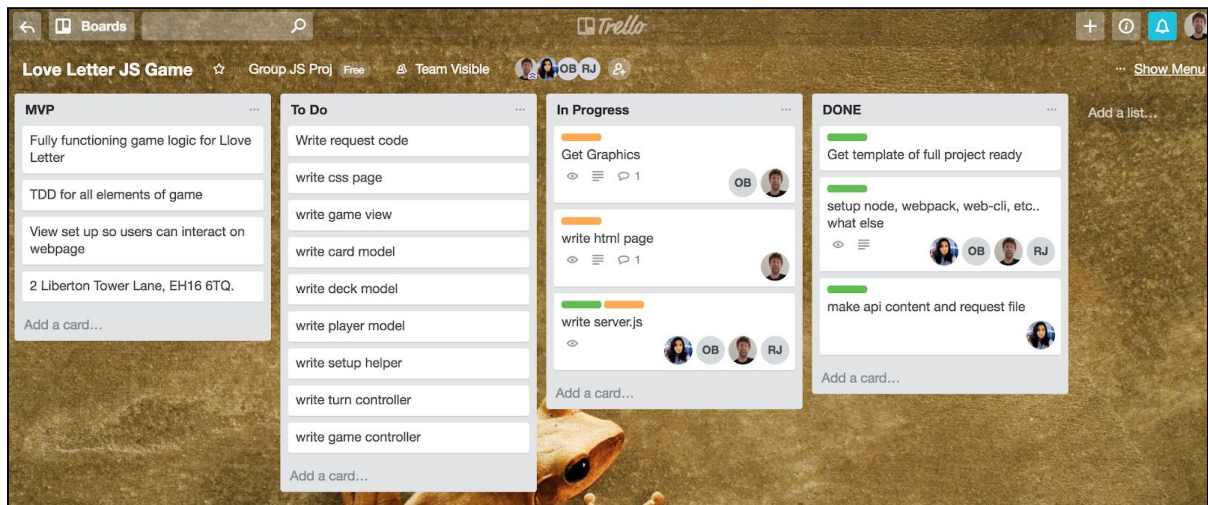 Boards
Trello
Love Letter JS Game
Group JS Proj Free
Team Visible
OB RJ
... Show Menu
MVP ...
Fully functioning game logic for Llove
Letter
TDD for all elements of game
View set up so users can interact on
webpage
2 Liberton Tower Lane, EH16 6TQ.
Add a card...
To Do ...
Write request code
write css page
write game view
write card model
write deck model
write player model
write setup helper
write turn controller
write game controller
Add a card...
In Progress ...
Get Graphics
1
OB
write html page
1
write server.js
OB RJ
Add a card...
DONE ...
Get template of full project ready
setup node, webpack, web-cli, etc..
what else
OB RJ
make api content and request file
Add a card...
Add a list...